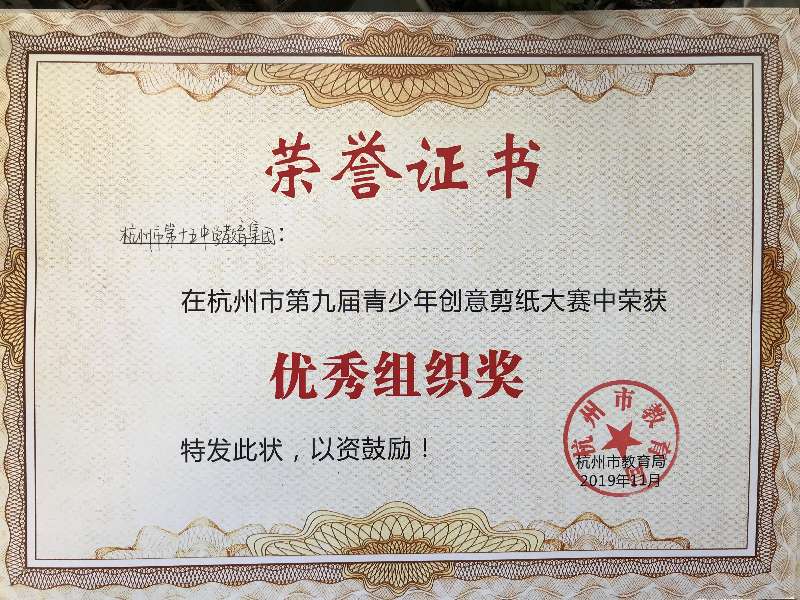 荣誉证书
杭州市第十五中学教育集团：
在杭州市第九届青少年创意剪纸大赛中荣获
优秀组织奖
特发此状，以资鼓励！
杭州市教育局
杭州市教育局
2019年11月